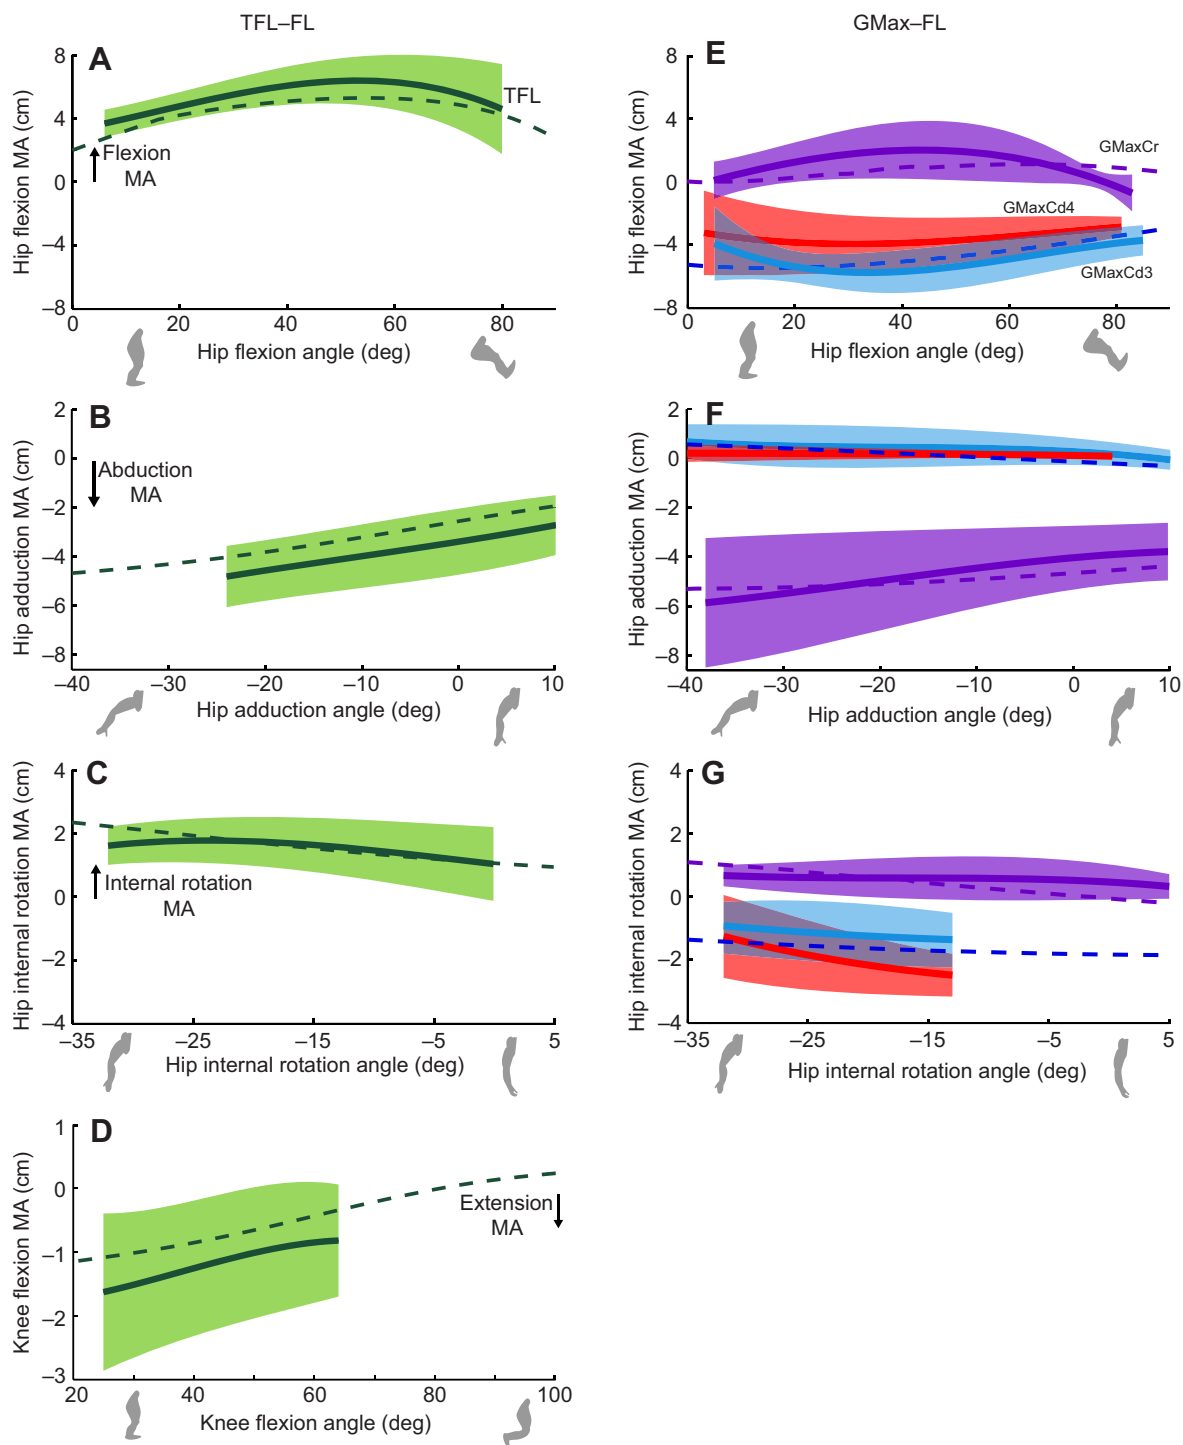 TFL–FL
A
Hip flexion MA (cm)
8
4
0
–4
–8
TFL
Flexion
MA
0 20 40 60 80
Hip flexion angle (deg)
B
Hip adduction MA (cm)
2
0
–2
–4
–6
–8
Abduction
MA
–40 –30 –20 –10 0 10
Hip adduction angle (deg)
C
Hip internal rotation MA (cm)
4
2
0
–2
–4
Internal rotation
MA
–35 –25 –15 –5 5
Hip internal rotation angle (deg)
D
Knee flexion MA (cm)
1
0
–1
–2
–3
Extension
MA
20 40 60 80 100
Knee flexion angle (deg)
GMax–FL
E
Hip flexion MA (cm)
8
4
0
–4
–8
GMaxCr
GMaxCd4
GMaxCd3
0 20 40 60 80
Hip flexion angle (deg)
F
Hip adduction MA (cm)
2
0
–2
–4
–6
–8
–40 –30 –20 –10 0 10
Hip adduction angle (deg)
G
Hip internal rotation MA (cm)
4
2
0
–2
–4
–35 –25 –15 –5 5
Hip internal rotation angle (deg)